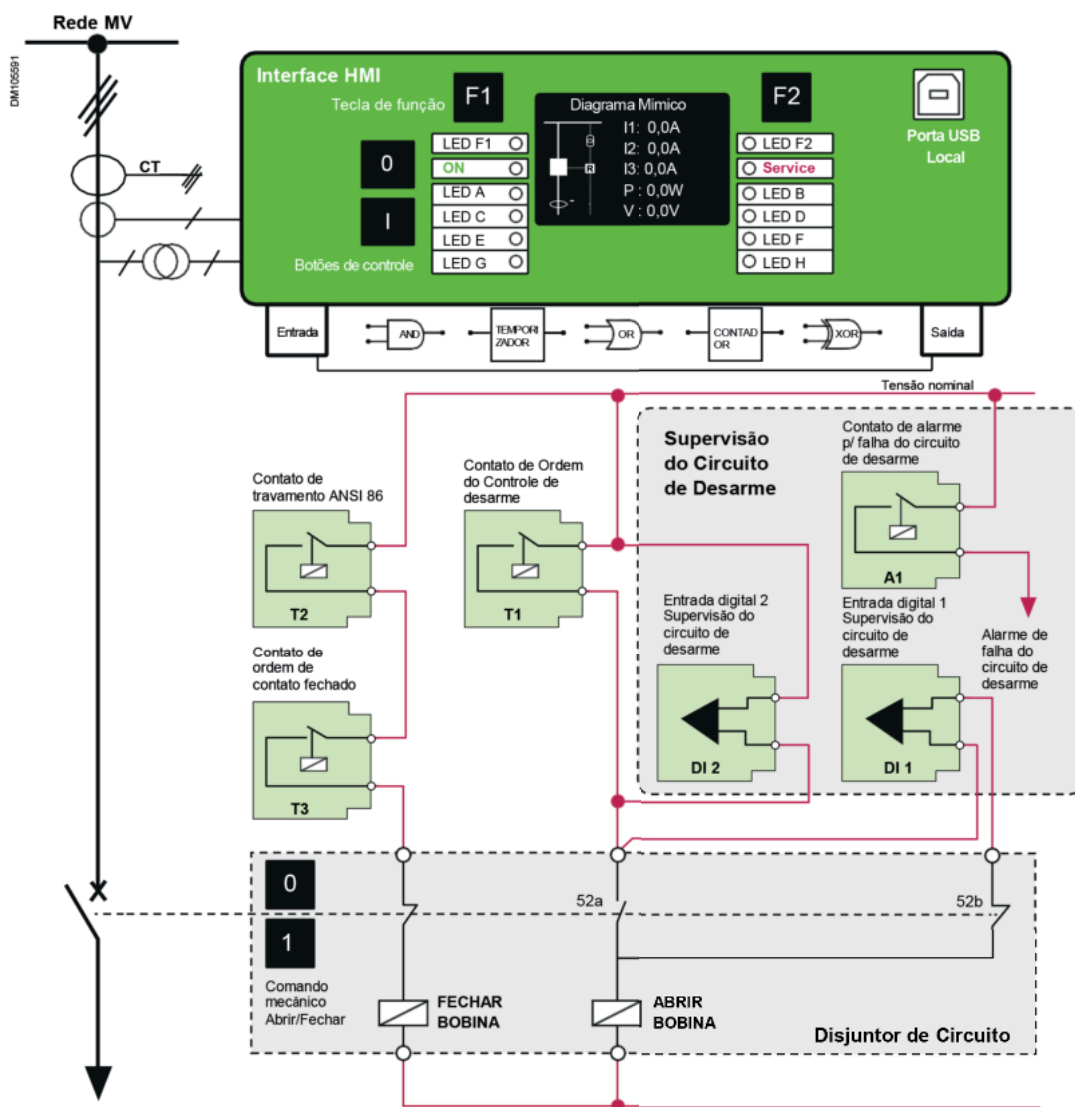 Rede MV
DM105591
CT
Interface HMI
Tecla de função
F1
F2
0
I
Botões de controle
LED F1
ON
LED A
LED C
LED E
LED G
Diagrama Mímico
R
I1: 0,0A
I2: 0,0A
I3: 0,0A
P : 0,0W
V : 0,0V
LED F2
Service
LED B
LED D
LED F
LED H
Porta USB
Local
Entrada
AND
TEMPORI
ZADOR
OR
CONTAD
OR
XOR
Saída
Tensão nominal
Contato de
travamento ANSI 86
T2
Contato de Ordem
do Controle de
desarme
T1
Supervisão
do Circuito
de Desarme
Contato de alarme
p/ falha do circuito
de desarme
A1
Contato de
ordem de
contato fechado
T3
Entrada digital 2
Supervisão do
circuito de
desarme
DI 2
Entrada digital 1
Supervisão do
circuito de
desarme
DI 1
Alarme de
falha do
circuito de
desarme
0
1
Comando
mecânico
Abrir/Fechar
52a
52b
FECHAR
BOBINA
ABRIR
BOBINA
Disjuntor de Circuito